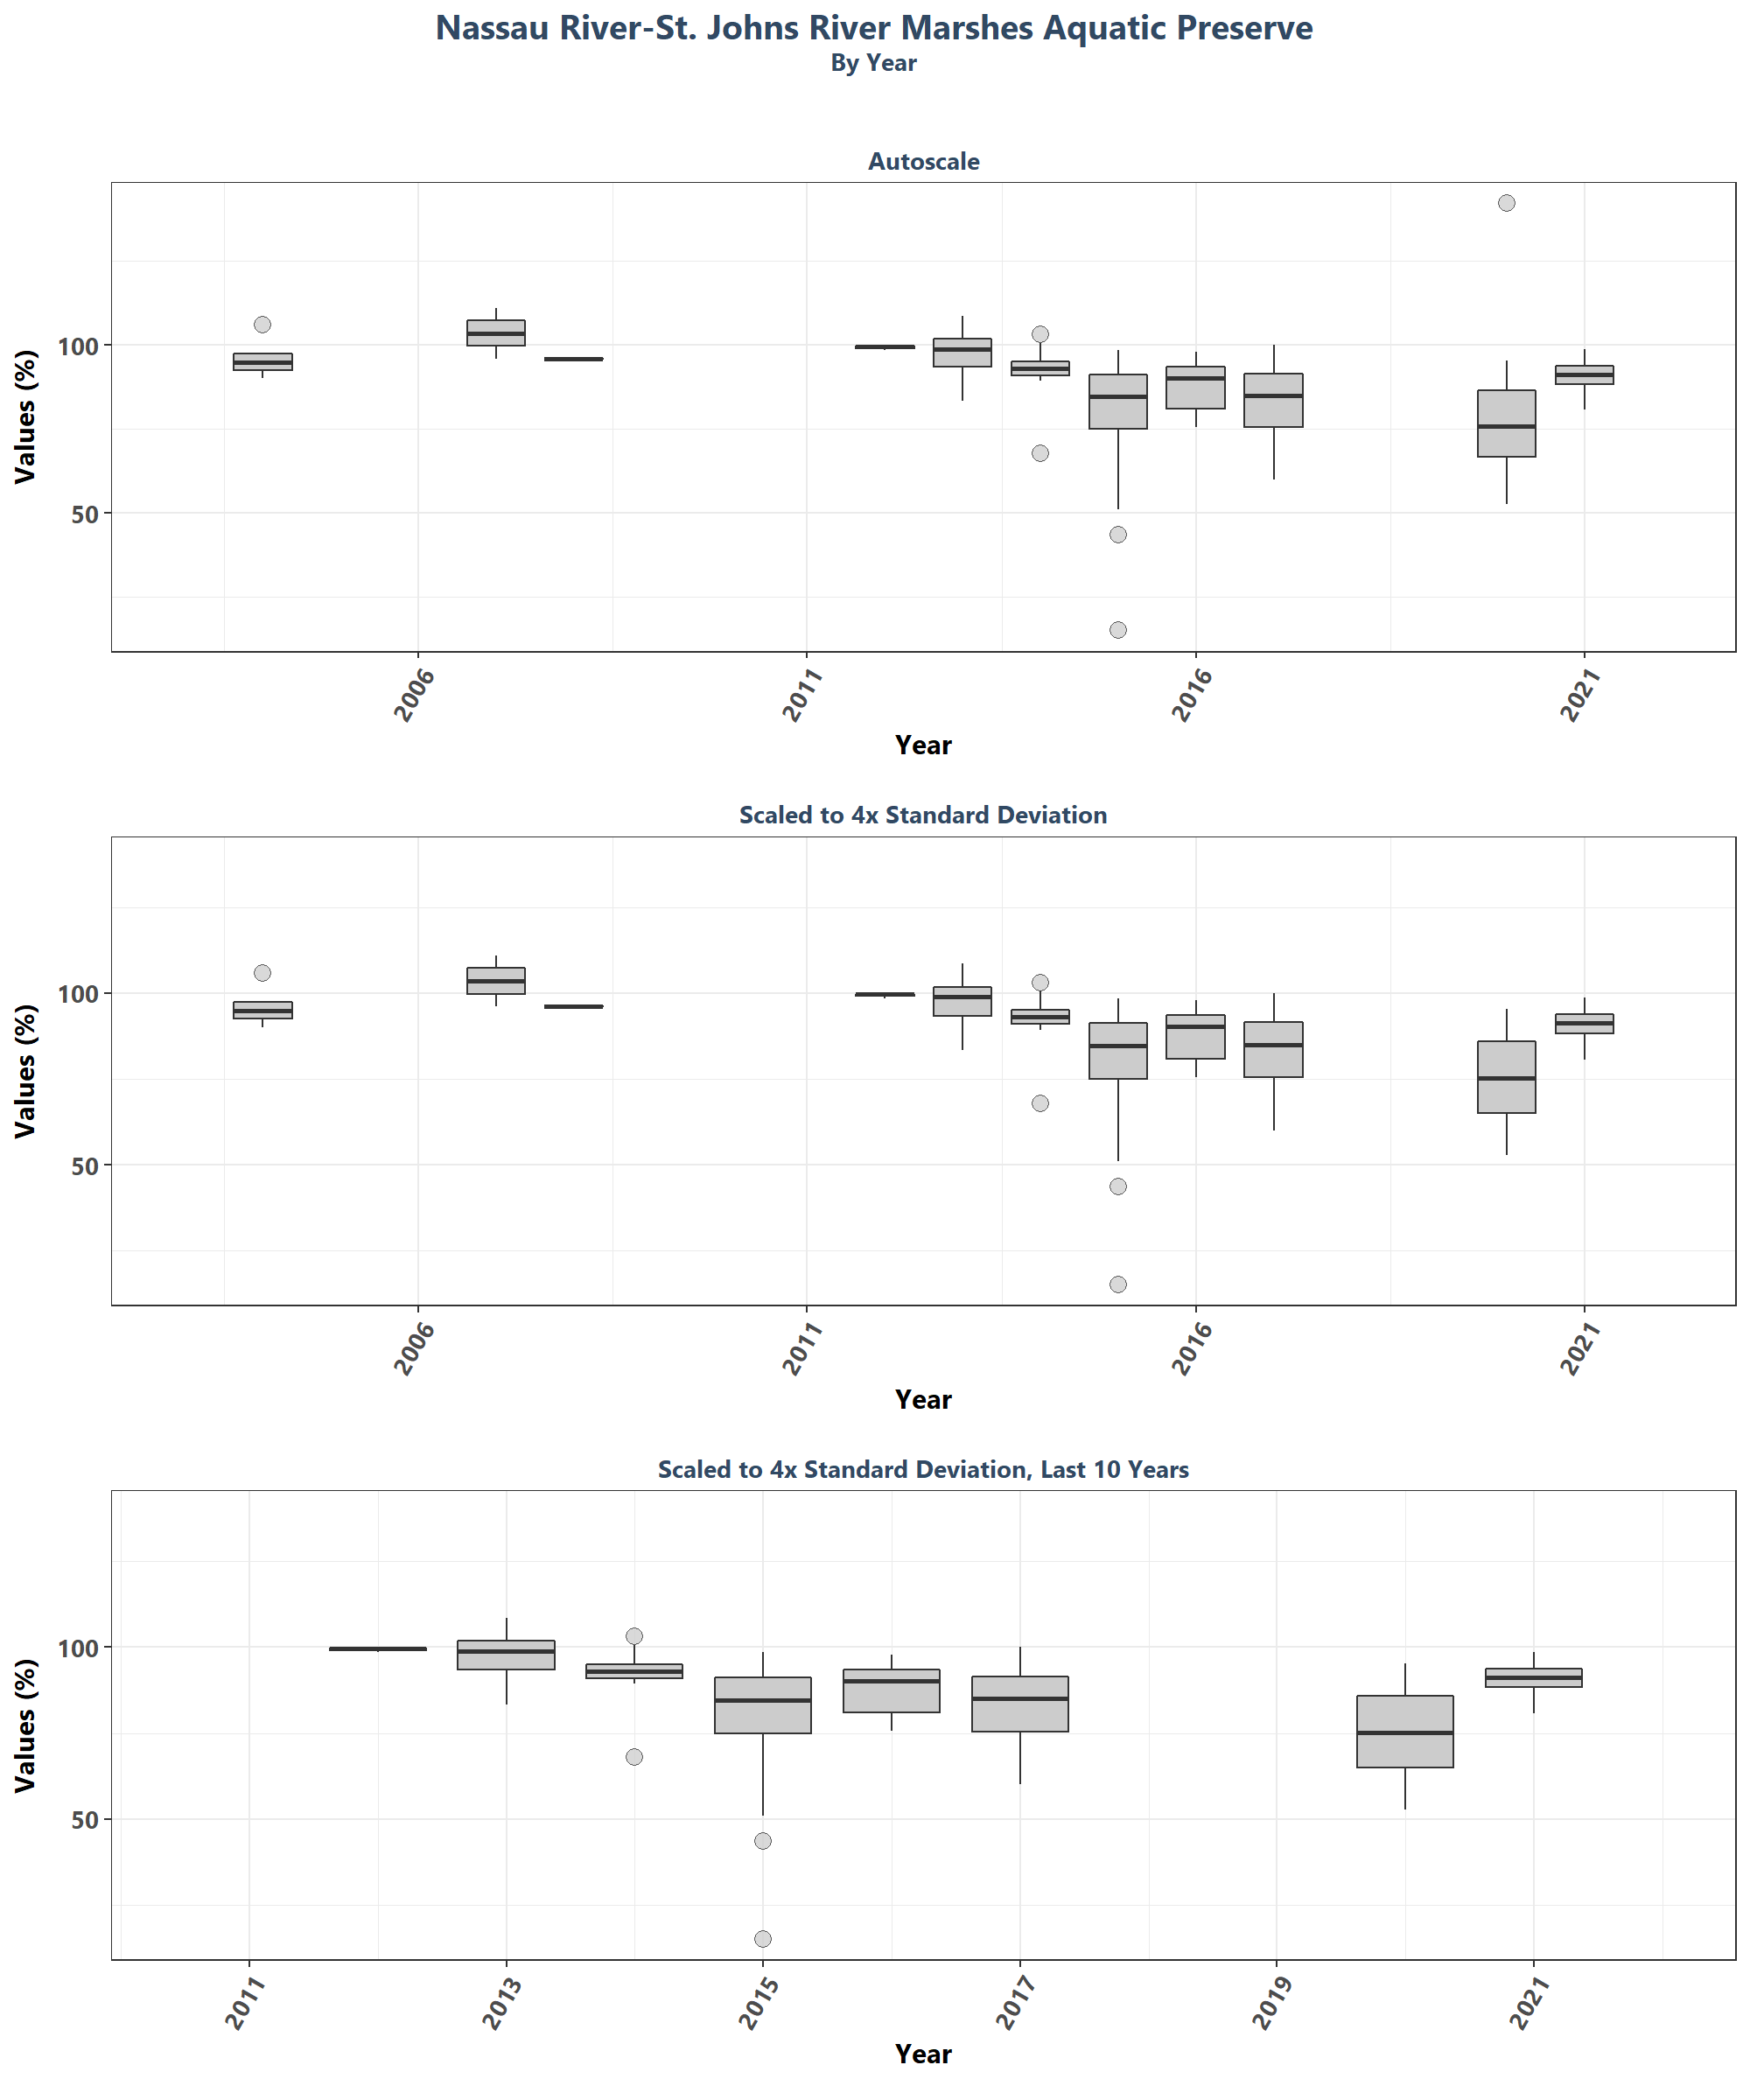 Nassau River-St. Johns River Marshes Aquatic Preserve
By Year
Autoscale
Values (%)
100
50
2006
2011
2016
2021
Year
Scaled to 4x Standard Deviation
Values (%)
100
50
2006
2011
2016
2021
Year
Scaled to 4x Standard Deviation, Last 10 Years
Values (%)
100
50
2011
2013
2015
2017
2019
2021
Year